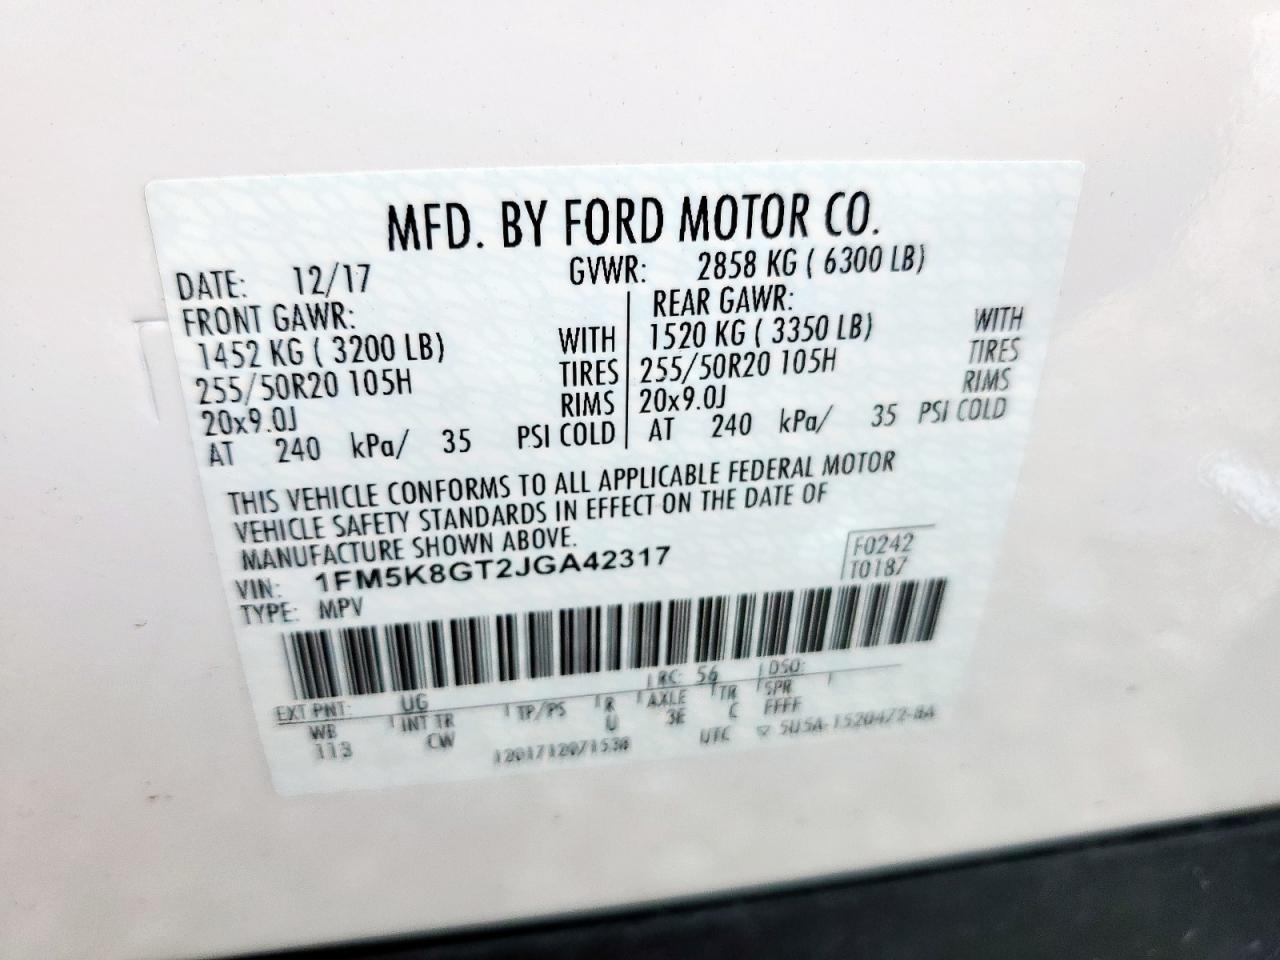 MFD. BY FORD MOTOR CO.
DATE: 12/17 GVWR: 2858 KG ( 6300 LB)
FRONT GAWR: REAR GAWR:
1452 KG ( 3200 LB) WITH 1520 KG ( 3350 LB) WITH
255/50R20 105H TIRES 255/50R20 105H TIRES
20x9.0J RIMS 20x9.0J RIMS
AT 240 kPa/ 35 PSI COLD AT 240 kPa/ 35 PSI COLD
THIS VEHICLE CONFORMS TO ALL APPLICABLE FEDERAL MOTOR
VEHICLE SAFETY STANDARDS IN EFFECT ON THE DATE OF
MANUFACTURE SHOWN ABOVE.
F0242
VIN: 1FM5K8GT2JGA42317 T0187
TYPE: MPV
EXT PNT: UG RC: 56 DSO:
WB INT TR TP/PS R AXLE TR SPR
113 CW U 3E C FFFF
UTC 5U5A-1520472-BA